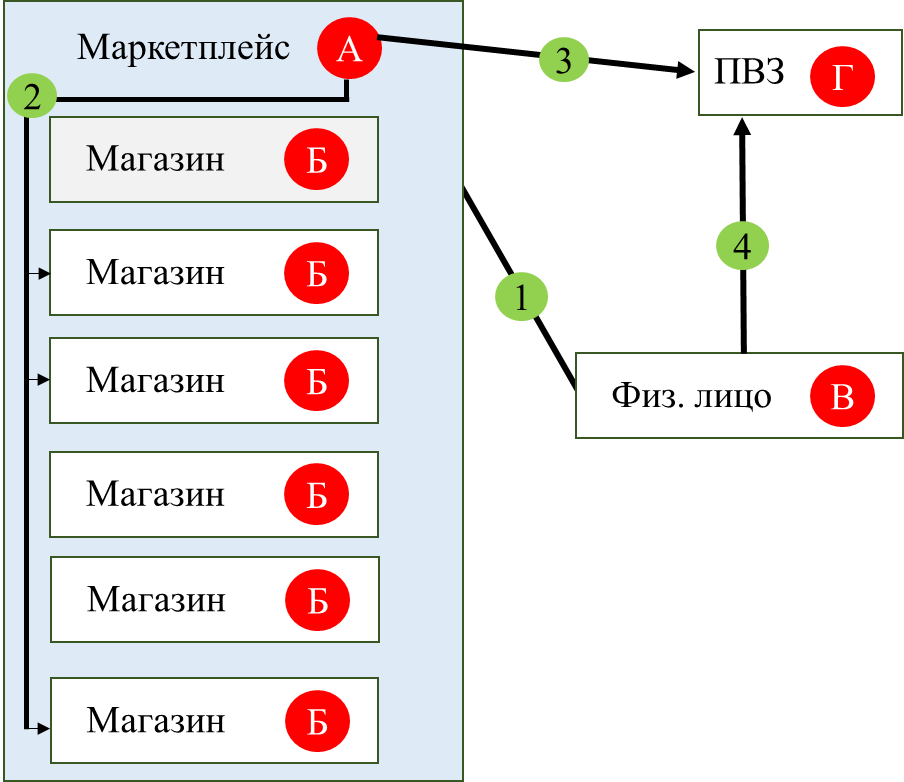 Маркетплейс А
3
ПВЗ Г
2
Магазин Б
Магазин Б
4
1
Магазин Б
Физ. лицо В
Магазин Б
Магазин Б
Магазин Б